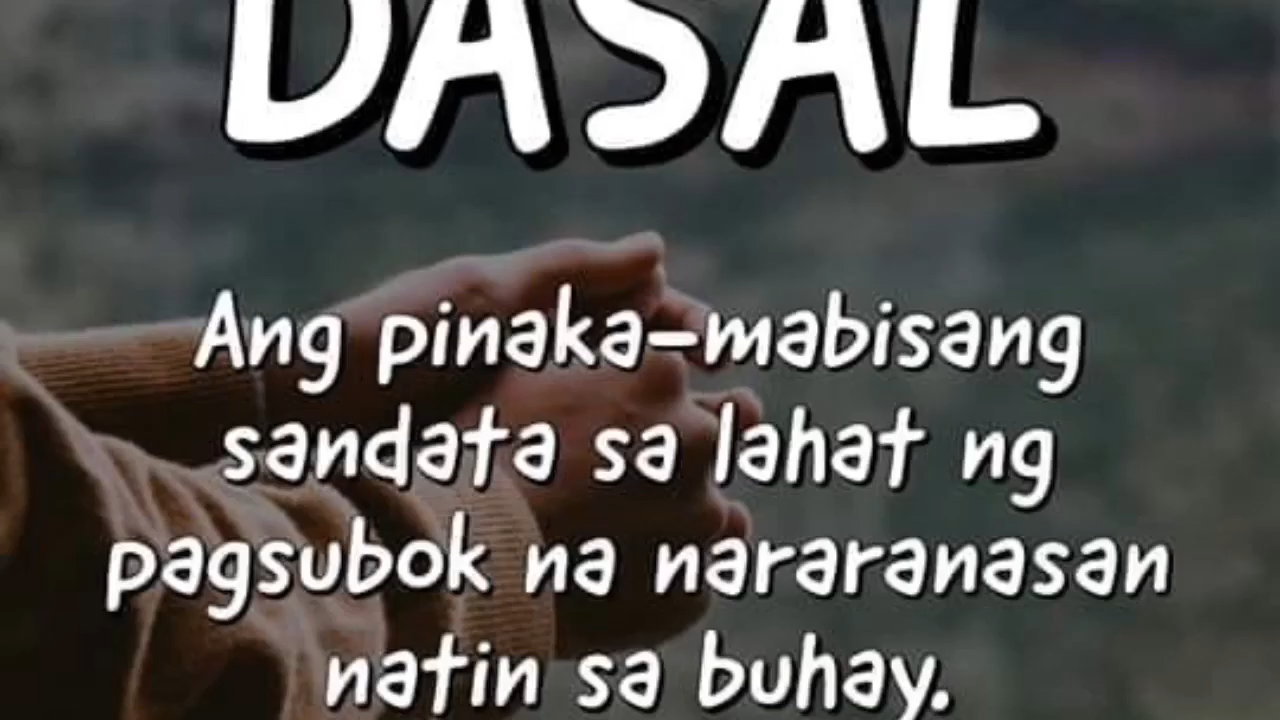 DASAL
Ang pinaka-mabisang
sandata sa lahat ng
pagsubok na nararanasan
natin sa buhay.